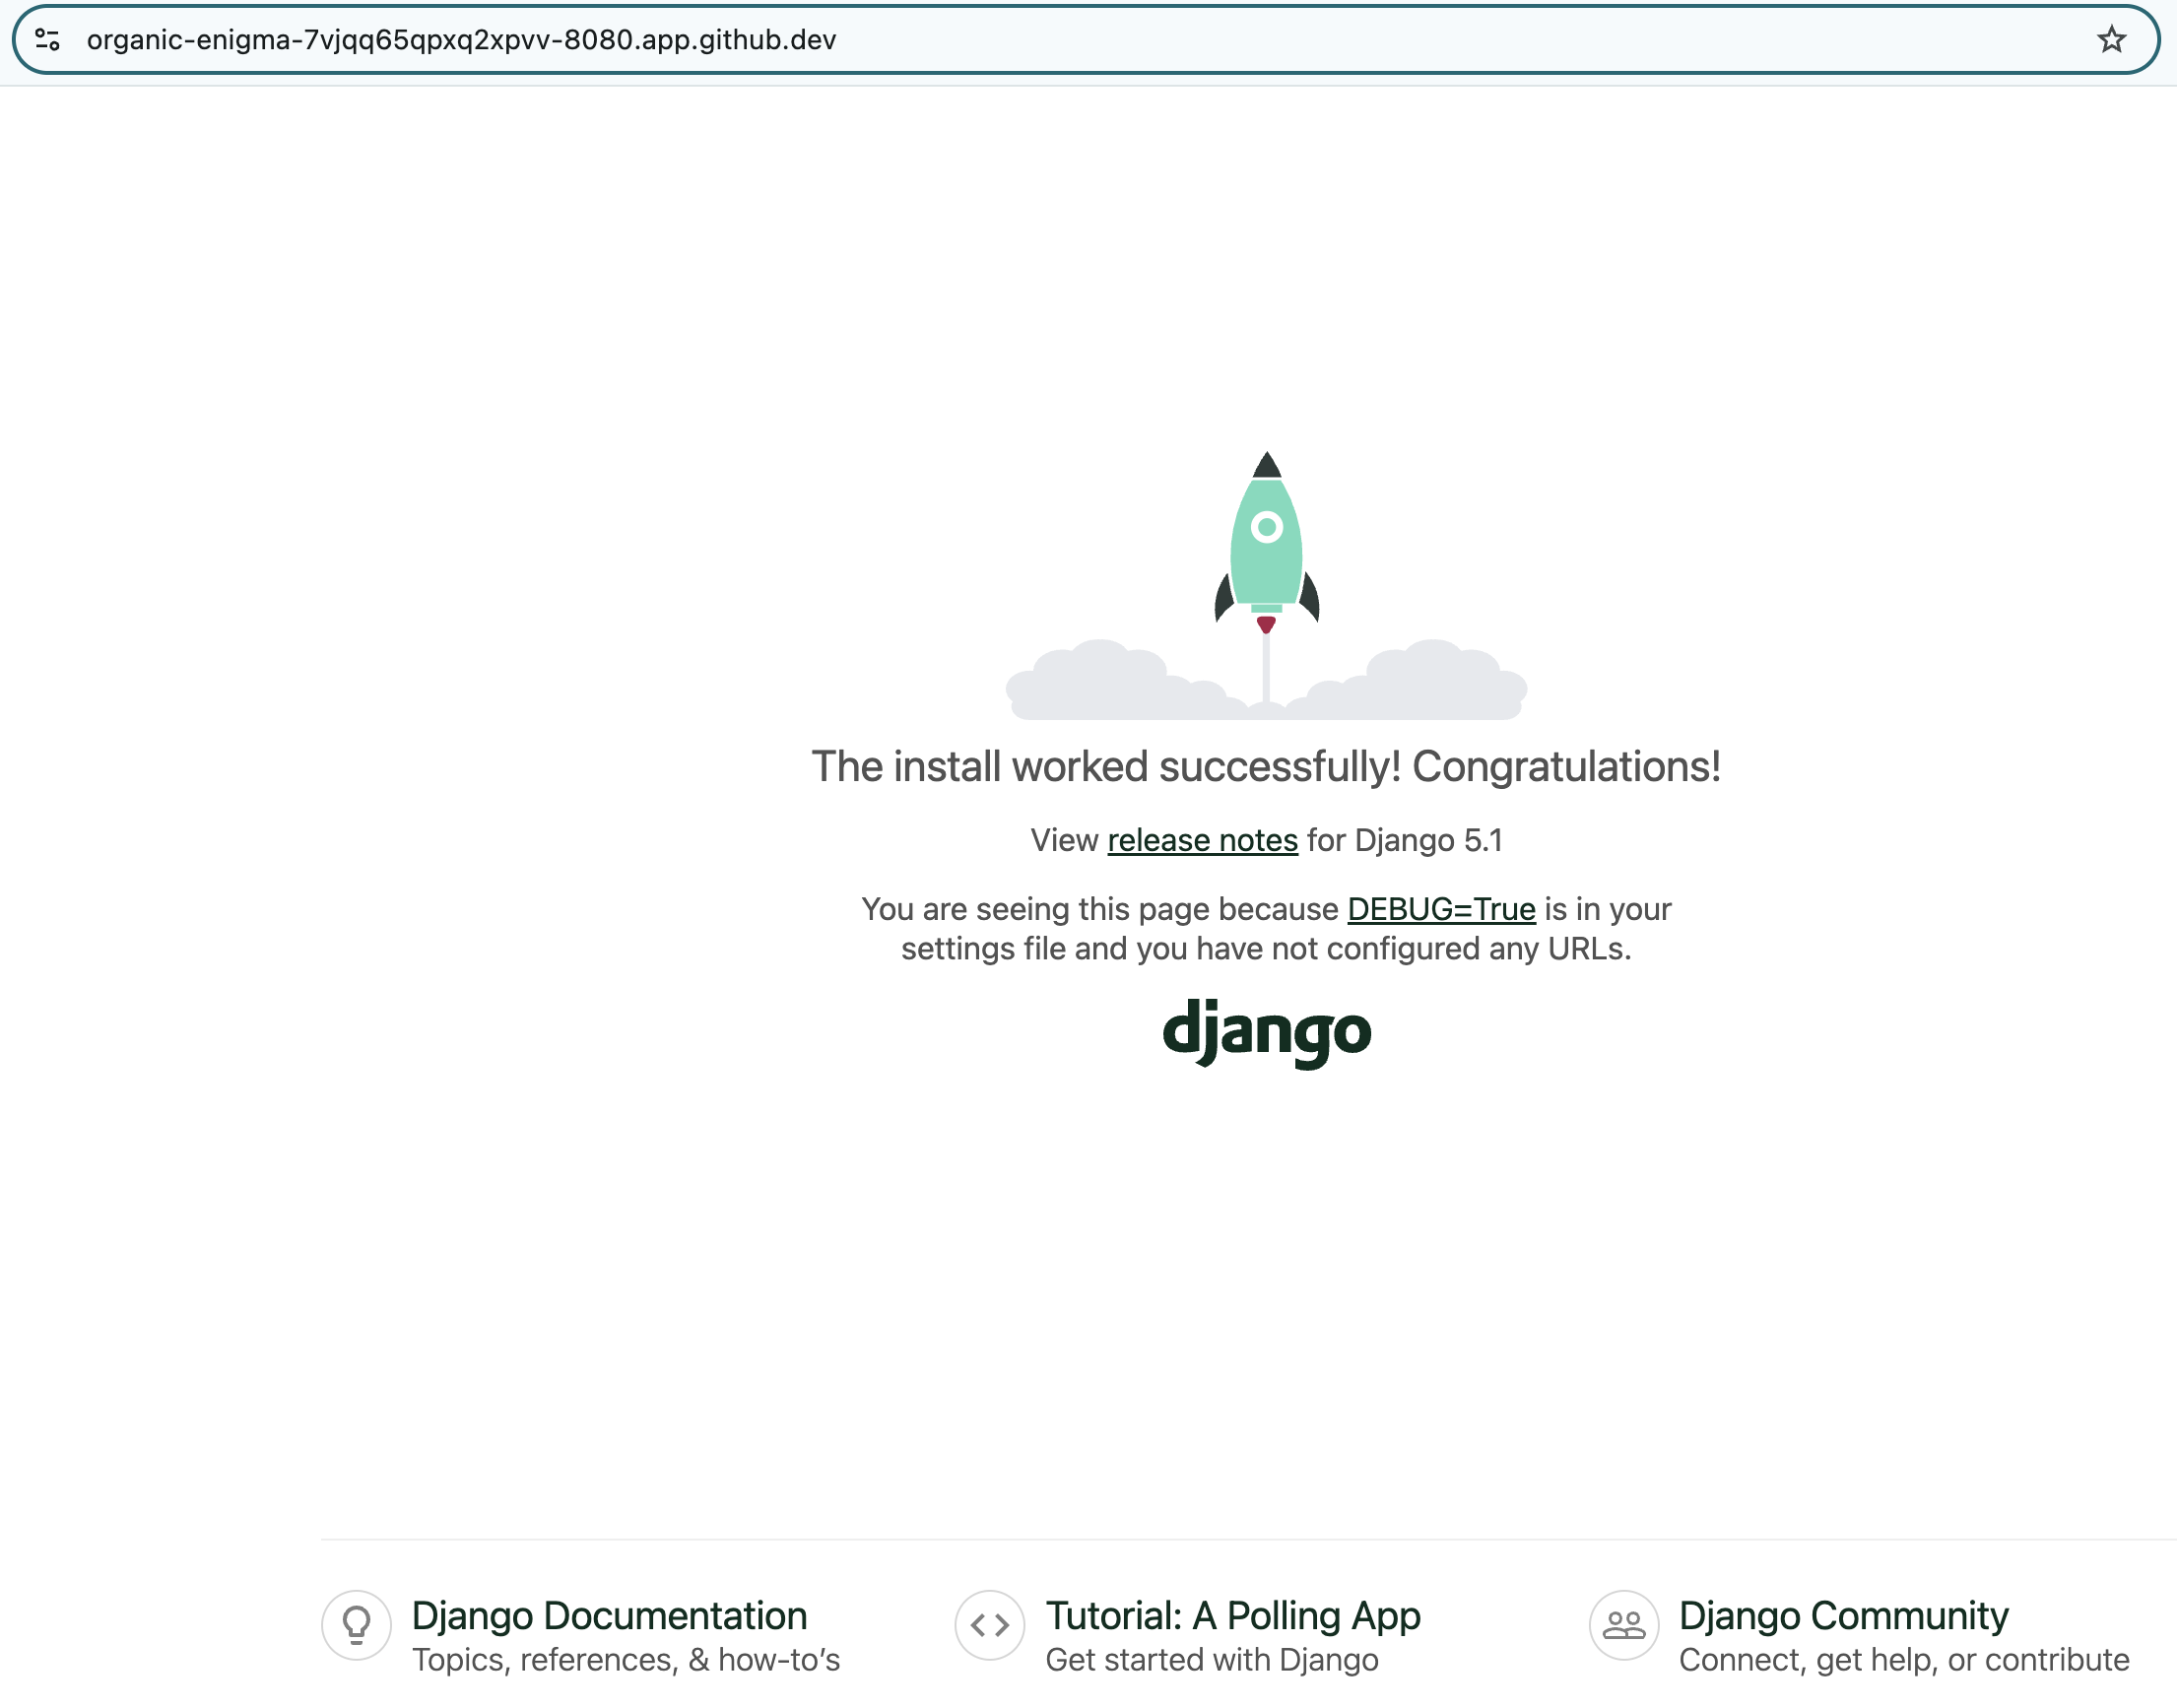 organic-enigma-7vjqq65qpxq2xpvv-8080.app.github.dev
The install worked successfully! Congratulations!
View release notes for Django 5.1
You are seeing this page because DEBUG=True is in your
settings file and you have not configured any URLs.
django
Django Documentation
Topics, references, & how-to’s
Tutorial: A Polling App
Get started with Django
Django Community
Connect, get help, or contribute